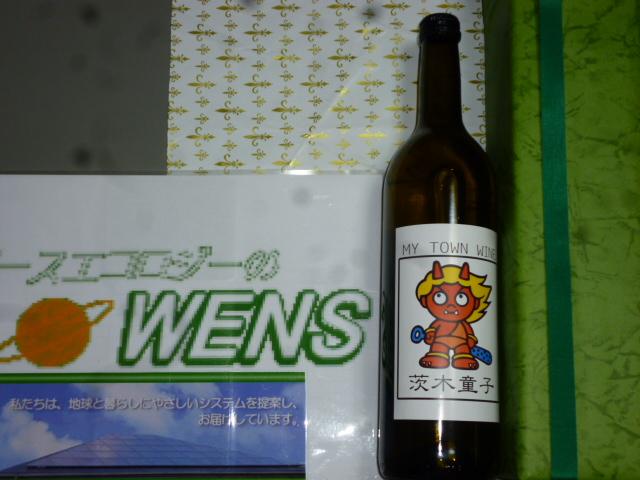 ースエコエナジーの
WENS
私たちは、地球と暮らしにやさしいシステムを提案し、
お届けしています。
MY TOWN WINE
茨木童子